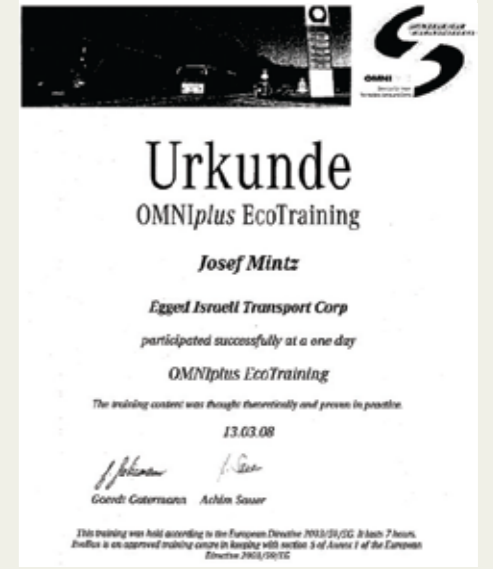 OMNI
Urkunde
OMNIplus EcoTraining
Josef Mintz
Egged Israeli Transport Corp
participated successfully at a one day
OMNIplus EcoTraining
The training content was thought theoretically and proven in practice.
13.03.08
Achim Sauer
This training was held according to the European Directive 2003/59/EG. It lasts 7 hours.
EvoBus is an approved training centre in keeping with section 5 of Annex 1 of the European
Directive 2003/59/EG